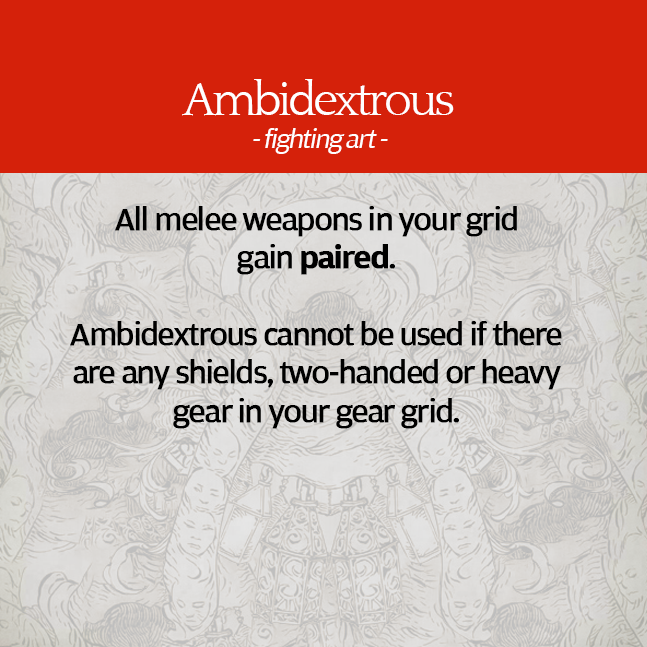 Ambidextrous
- fighting art -
All melee weapons in your grid
gain paired.
Ambidextrous cannot be used if there
are any shields, two-handed or heavy
gear in your gear grid.